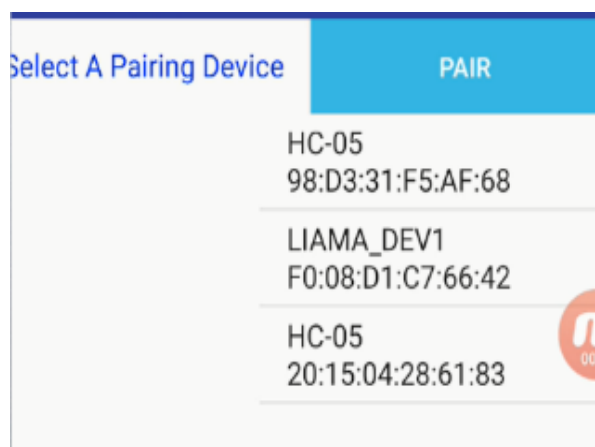 Select A Pairing Device
PAIR
HC-05
98:D3:31:F5:AF:68
LIAMA_DEV1
F0:08:D1:C7:66:42
HC-05
20:15:04:28:61:83